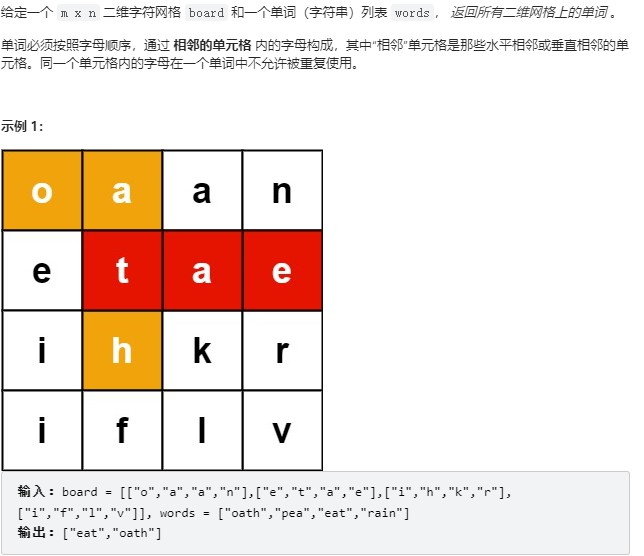 给定一个 m x n 二维字符网格 board 和一个单词（字符串）列表 words， 返回所有二维网格上的单词 。
单词必须按照字母顺序，通过 相邻的单元格 内的字母构成，其中“相邻”单元格是那些水平相邻或垂直相邻的单
元格。同一个单元格内的字母在一个单词中不允许被重复使用。
示例 1：
o a a n
e t a e
i h k r
i f l v
输入：board = [["o","a","a","n"],["e","t","a","e"],["i","h","k","r"],
["i","f","l","v"]], words = ["oath","pea","eat","rain"]
输出：["eat","oath"]